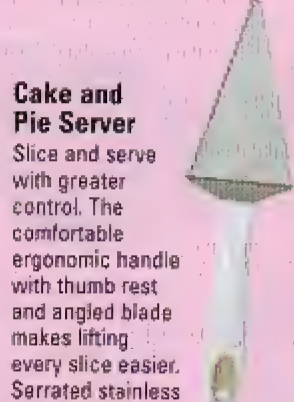 Cake and
Pie Server
Slice and serve
with greater
control. The
comfortable
ergonomic handle
with thumb rest
and angled blade
makes lifting
every slice easier.
Serrated stainless